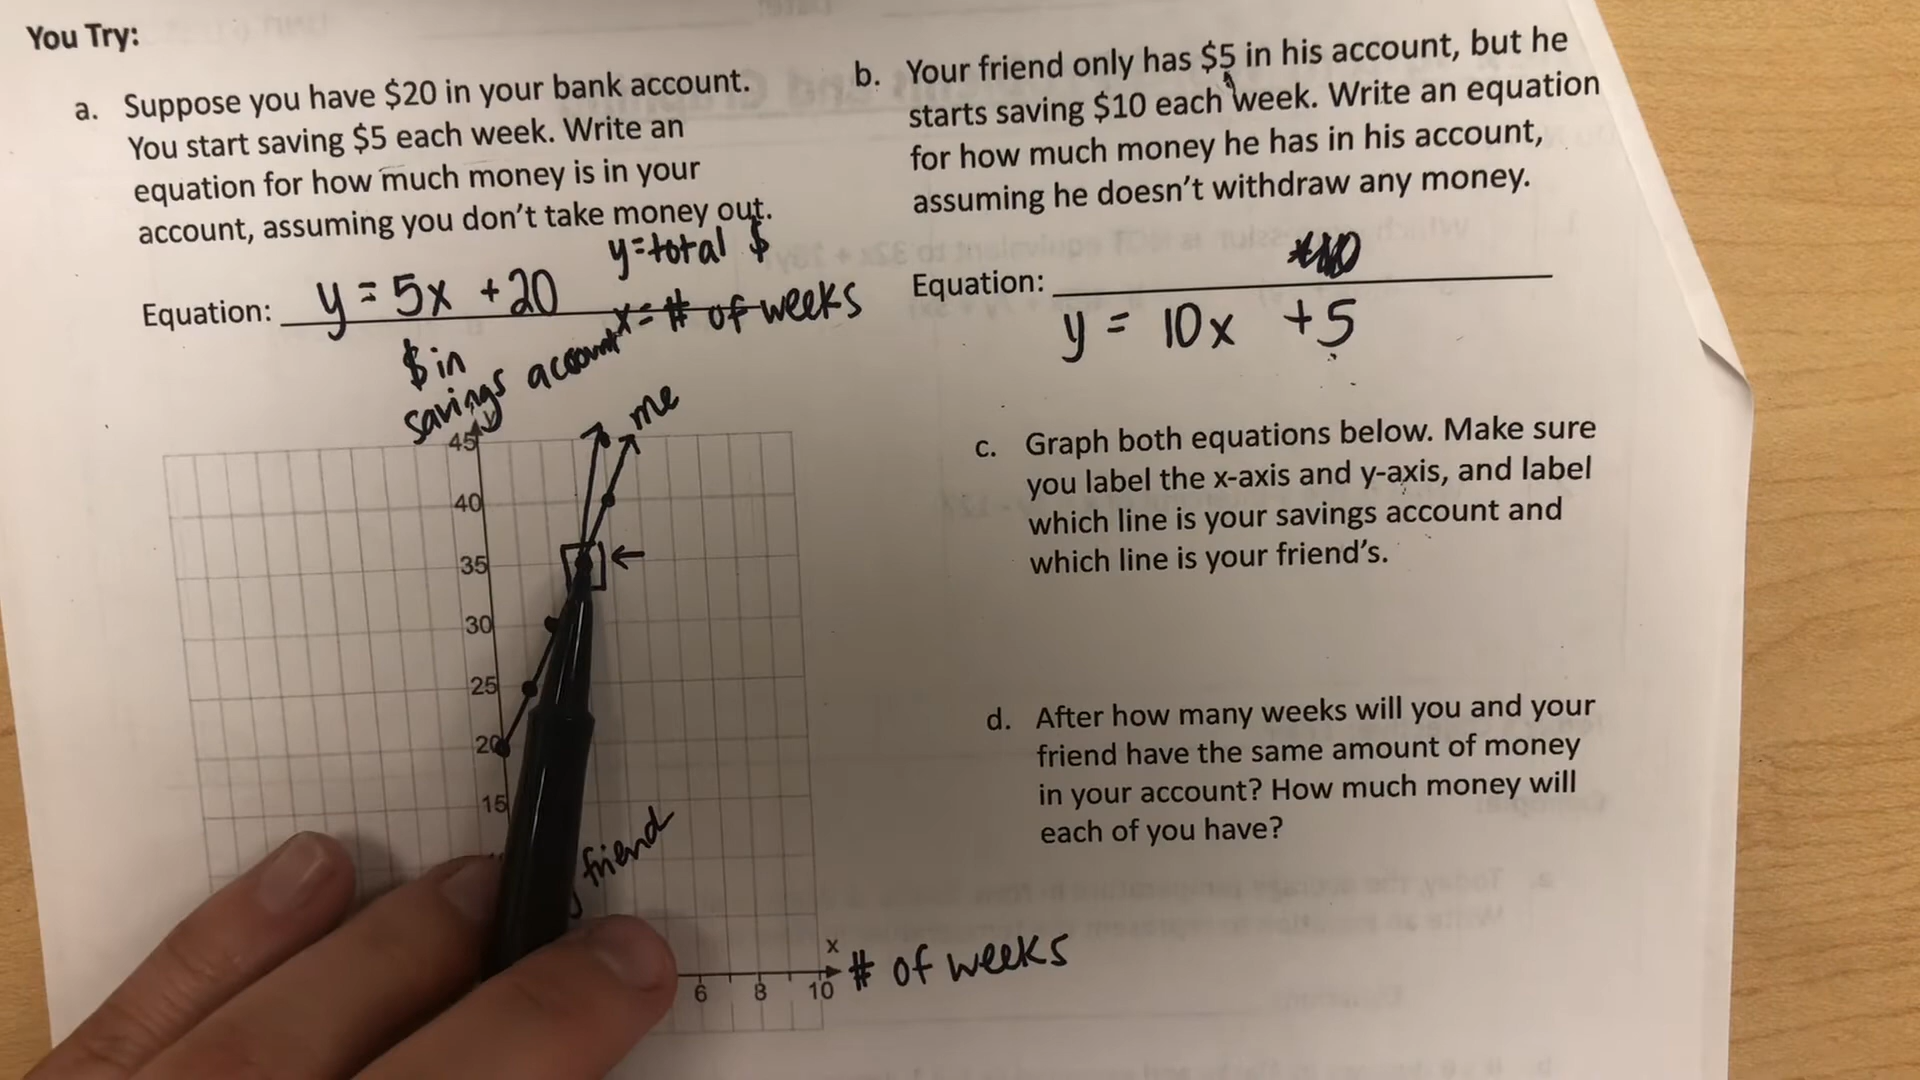 You Try:
a. Suppose you have $20 in your bank account.
You start saving $5 each week. Write an
equation for how much money is in your
account, assuming you don't take money out.
y=total $
Equation: y = 5x + 20
x = # of weeks
$ in
savings account
b. Your friend only has $5 in his account, but he
starts saving $10 each week. Write an equation
for how much money he has in his account,
assuming he doesn't withdraw any money.
Equation:
y = 10x + 5
c. Graph both equations below. Make sure
you label the x-axis and y-axis, and label
which line is your savings account and
which line is your friend's.
d. After how many weeks will you and your
friend have the same amount of money
in your account? How much money will
each of you have?
me
45
40
35
30
25
20
15
friend
x
# of weeks
6 8 10